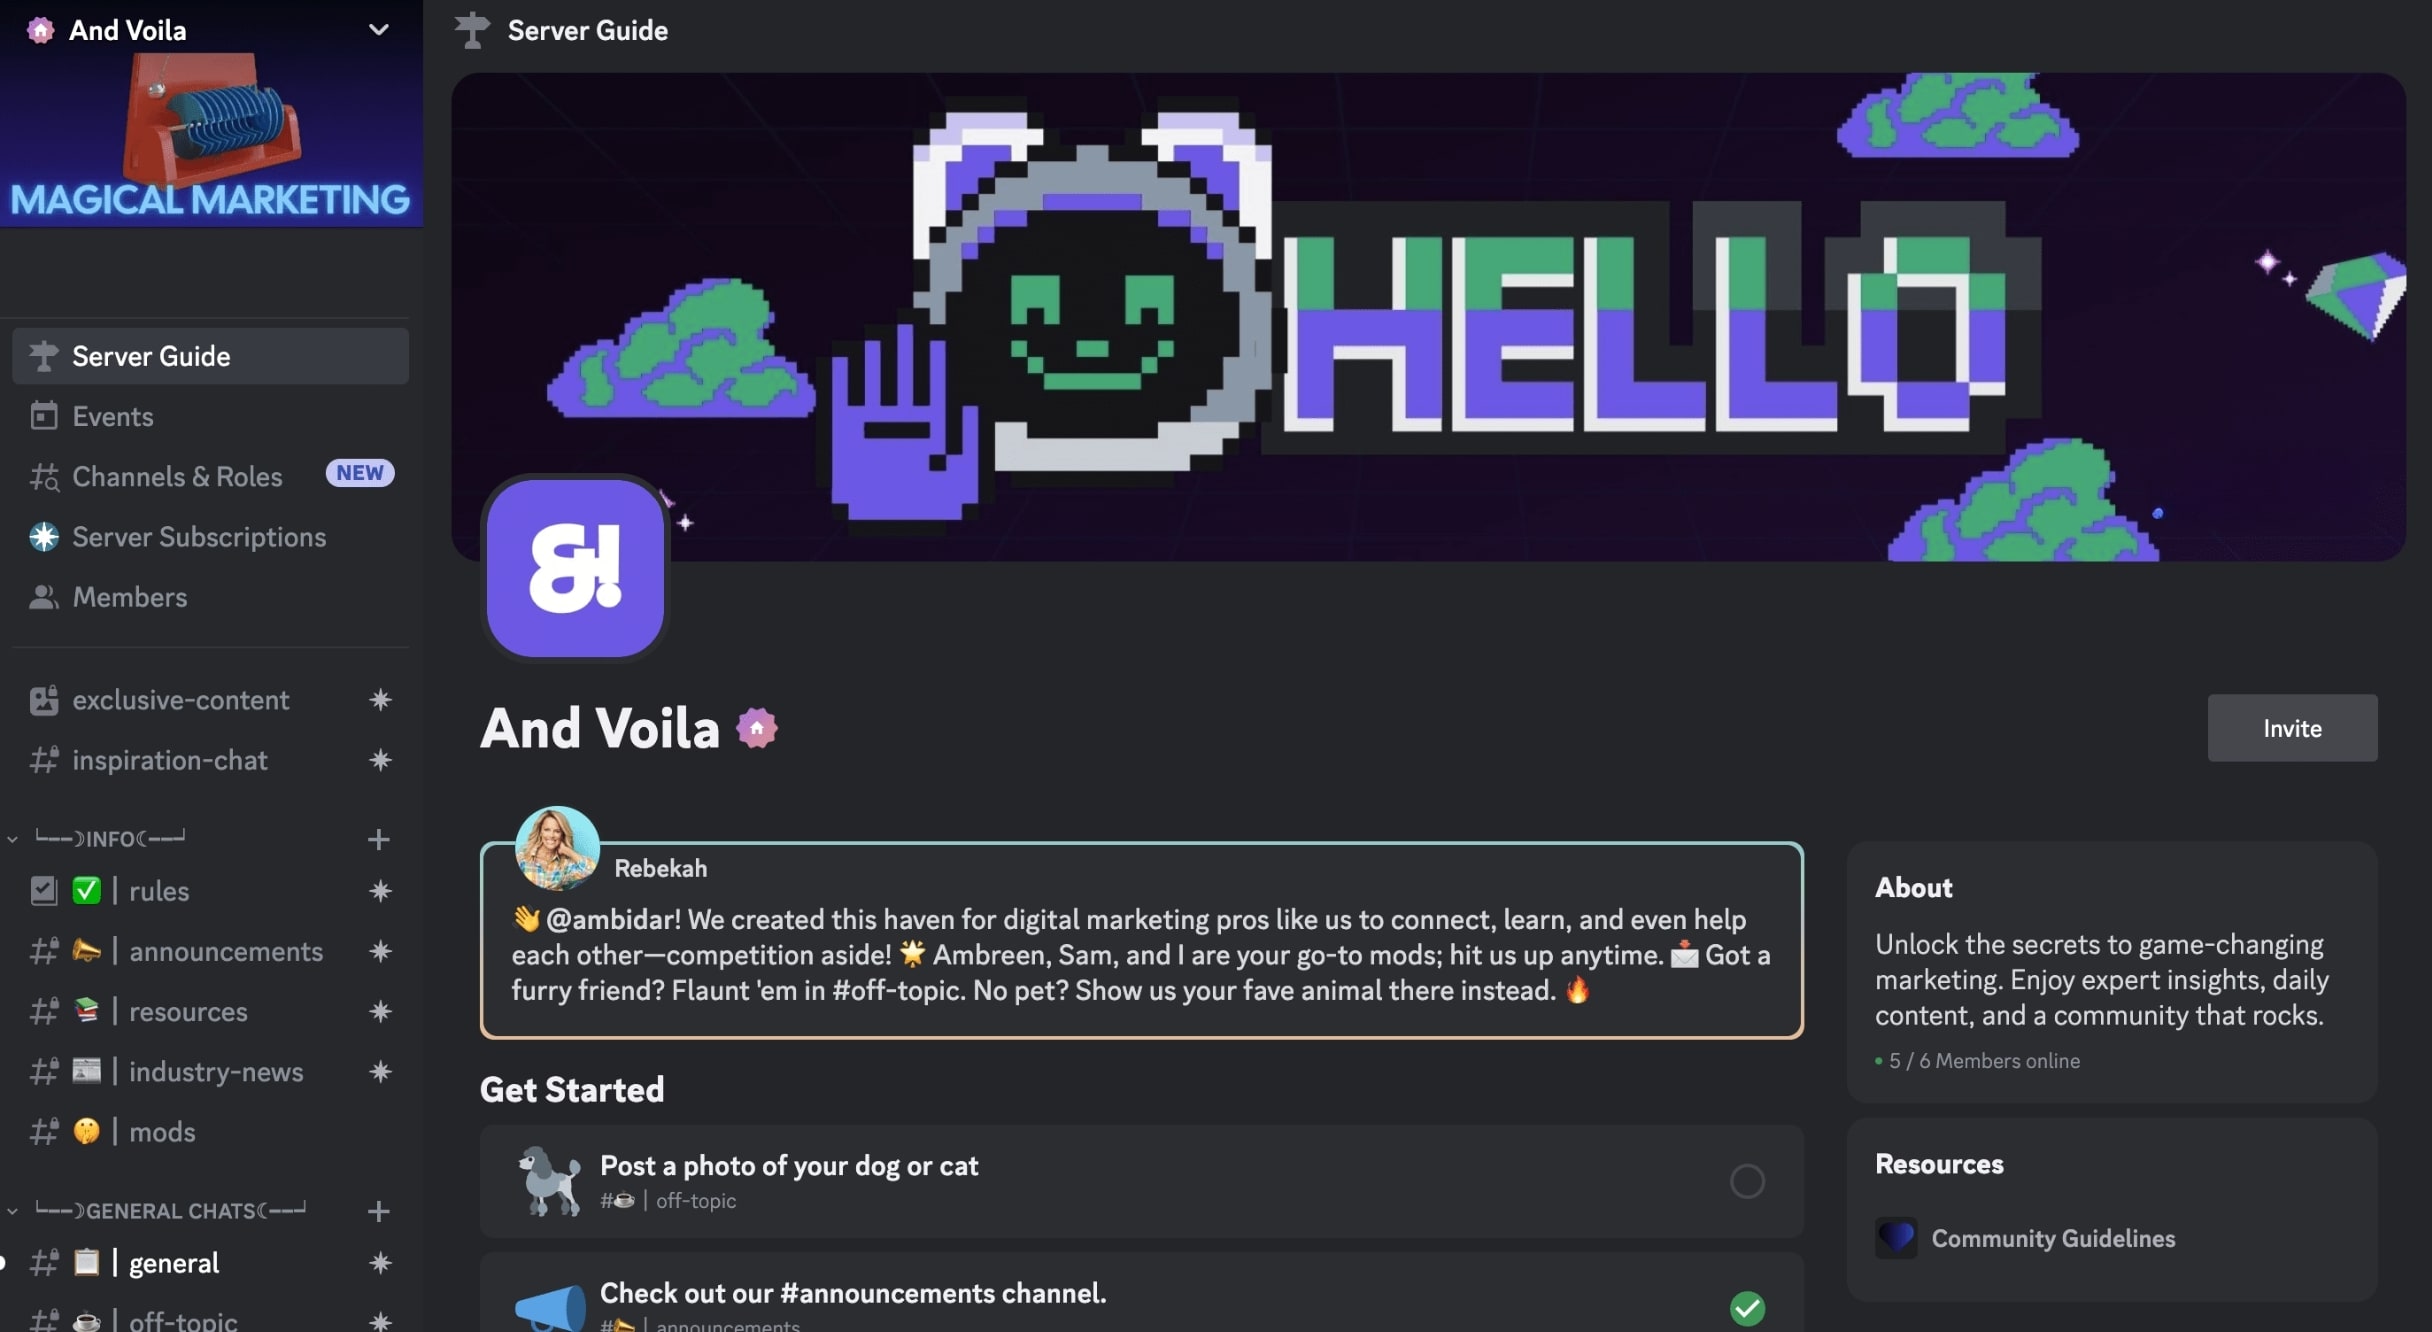 And Voila
MAGICAL MARKETING
Server Guide
Events
Channels & Roles NEW
Server Subscriptions
Members
exclusive-content
inspiration-chat
INFO
✅ | rules
📣 | announcements
📚 | resources
📰 | industry-news
🤫 | mods
GENERAL CHATS
📋 | general
☕ | off-topic
Server Guide
HELLO
&!
And Voila
Invite
Rebekah
👋 @ambidar! We created this haven for digital marketing pros like us to connect, learn, and even help
each other—competition aside! 🌟 Ambreen, Sam, and I are your go-to mods; hit us up anytime. 📩 Got a
furry friend? Flaunt 'em in #off-topic. No pet? Show us your fave animal there instead. 🔥
Get Started
Post a photo of your dog or cat
#☕ | off-topic
Check out our #announcements channel.
#📣 | announcements
About
Unlock the secrets to game-changing
marketing. Enjoy expert insights, daily
content, and a community that rocks.
5 / 6 Members online
Resources
Community Guidelines